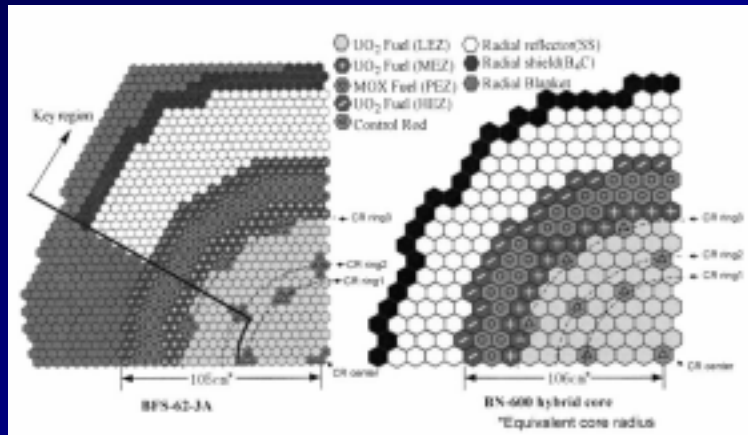 UO₂ Fuel (LEZ)
UO₂ Fuel (MEZ)
MOX Fuel (PEZ)
UO₂ Fuel (HEZ)
Control Rod
Radial reflector(SS)
Radial shield(B₄C)
Radial Blanket
Key region
CR ring3
CR ring2
CR ring1
CR center
105cm*
BFS-62-3A
CR ring3
CR ring2
CR ring1
CR center
106cm*
BN-600 hybrid core
*Equivalent core radius